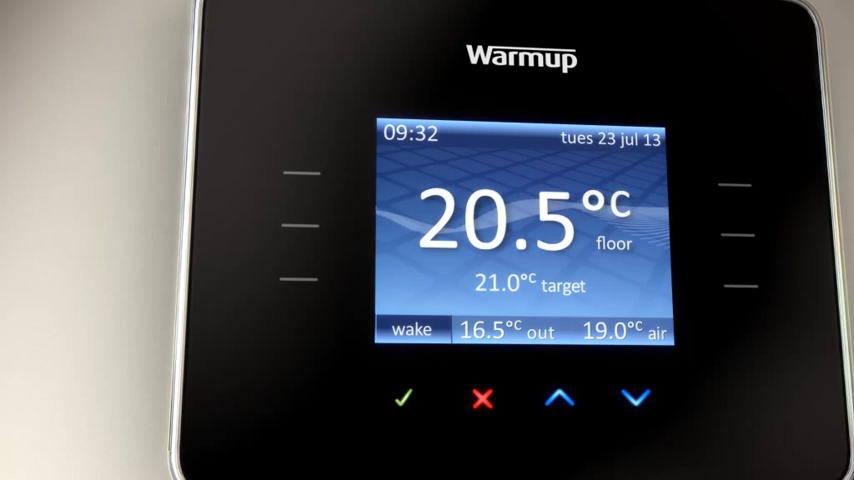 Warmup
09:32 tues 23 jul 13
20.5°C floor
21.0°C target
wake 16.5°C out 19.0°C air